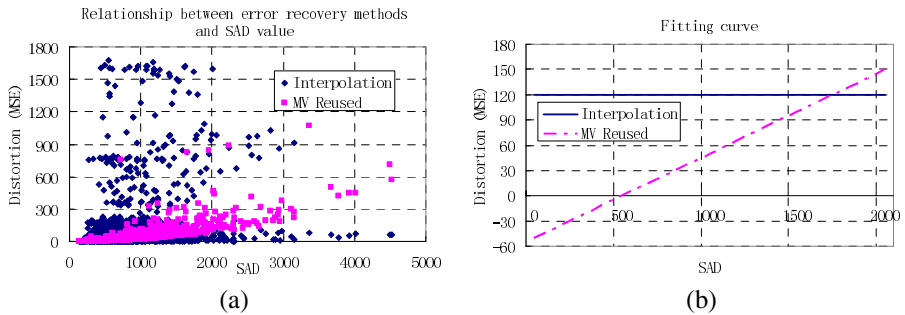 Relationship between error recovery methods
and SAD value
Distortion (MSE)
1800
1500
1200
900
600
300
0
Interpolation
MV Reused
0 1000 2000 3000 4000 5000
SAD
(a)
Fitting curve
Distortion (MSE)
180
150
120
90
60
30
0
-30
-60
Interpolation
MV Reused
0 500 1000 1500 2000
SAD
(b)